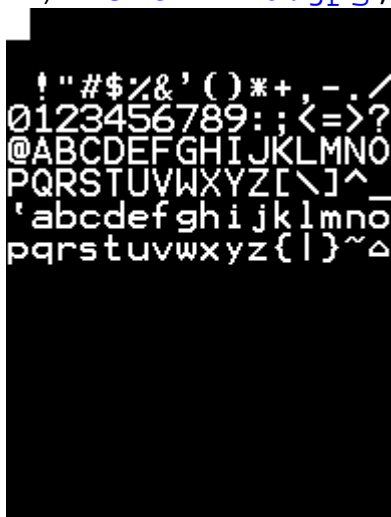 !"#$%&'()*+,-./
0123456789:;<=>?
@ABCDEFGHIJKLMNO
PQRSTUVWXYZ[\]^_
'abcdefghijklmno
pqrstuvwxyz{|}~⌂